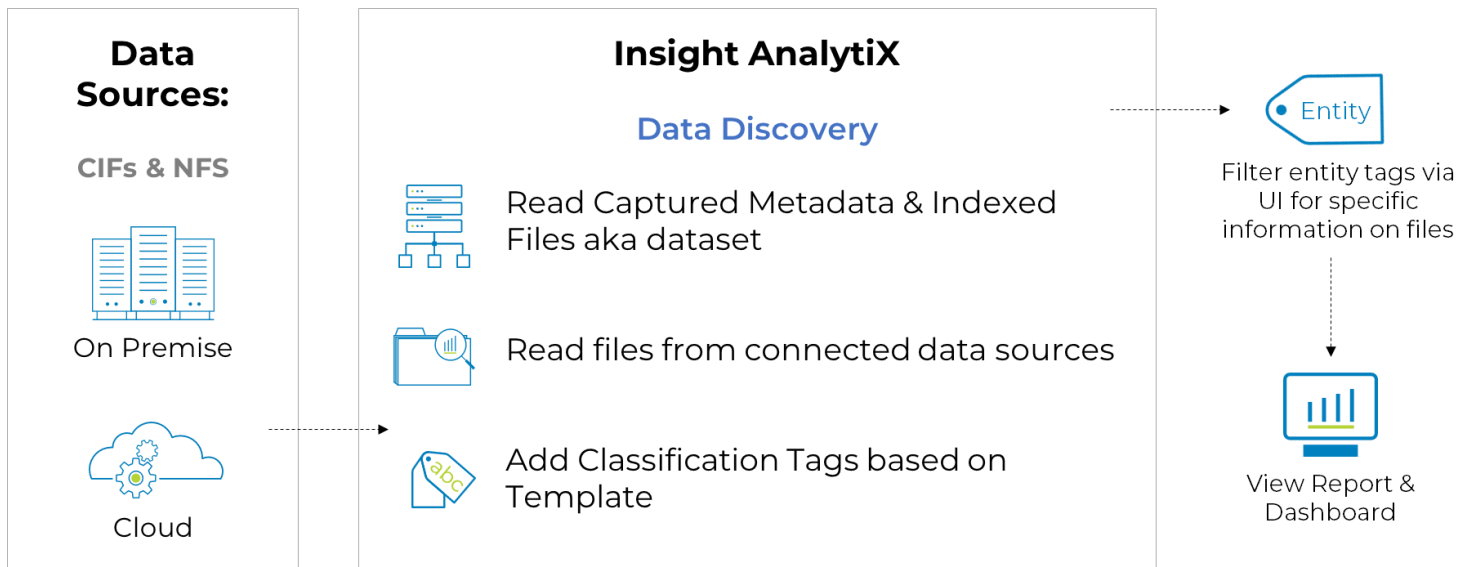 Data
Sources:
CIFs & NFS
On Premise
Cloud
Insight AnalytiX
Data Discovery
Read Captured Metadata & Indexed
Files aka dataset
Read files from connected data sources
abc
Add Classification Tags based on
Template
Entity
Filter entity tags via
UI for specific
information on files
View Report &
Dashboard